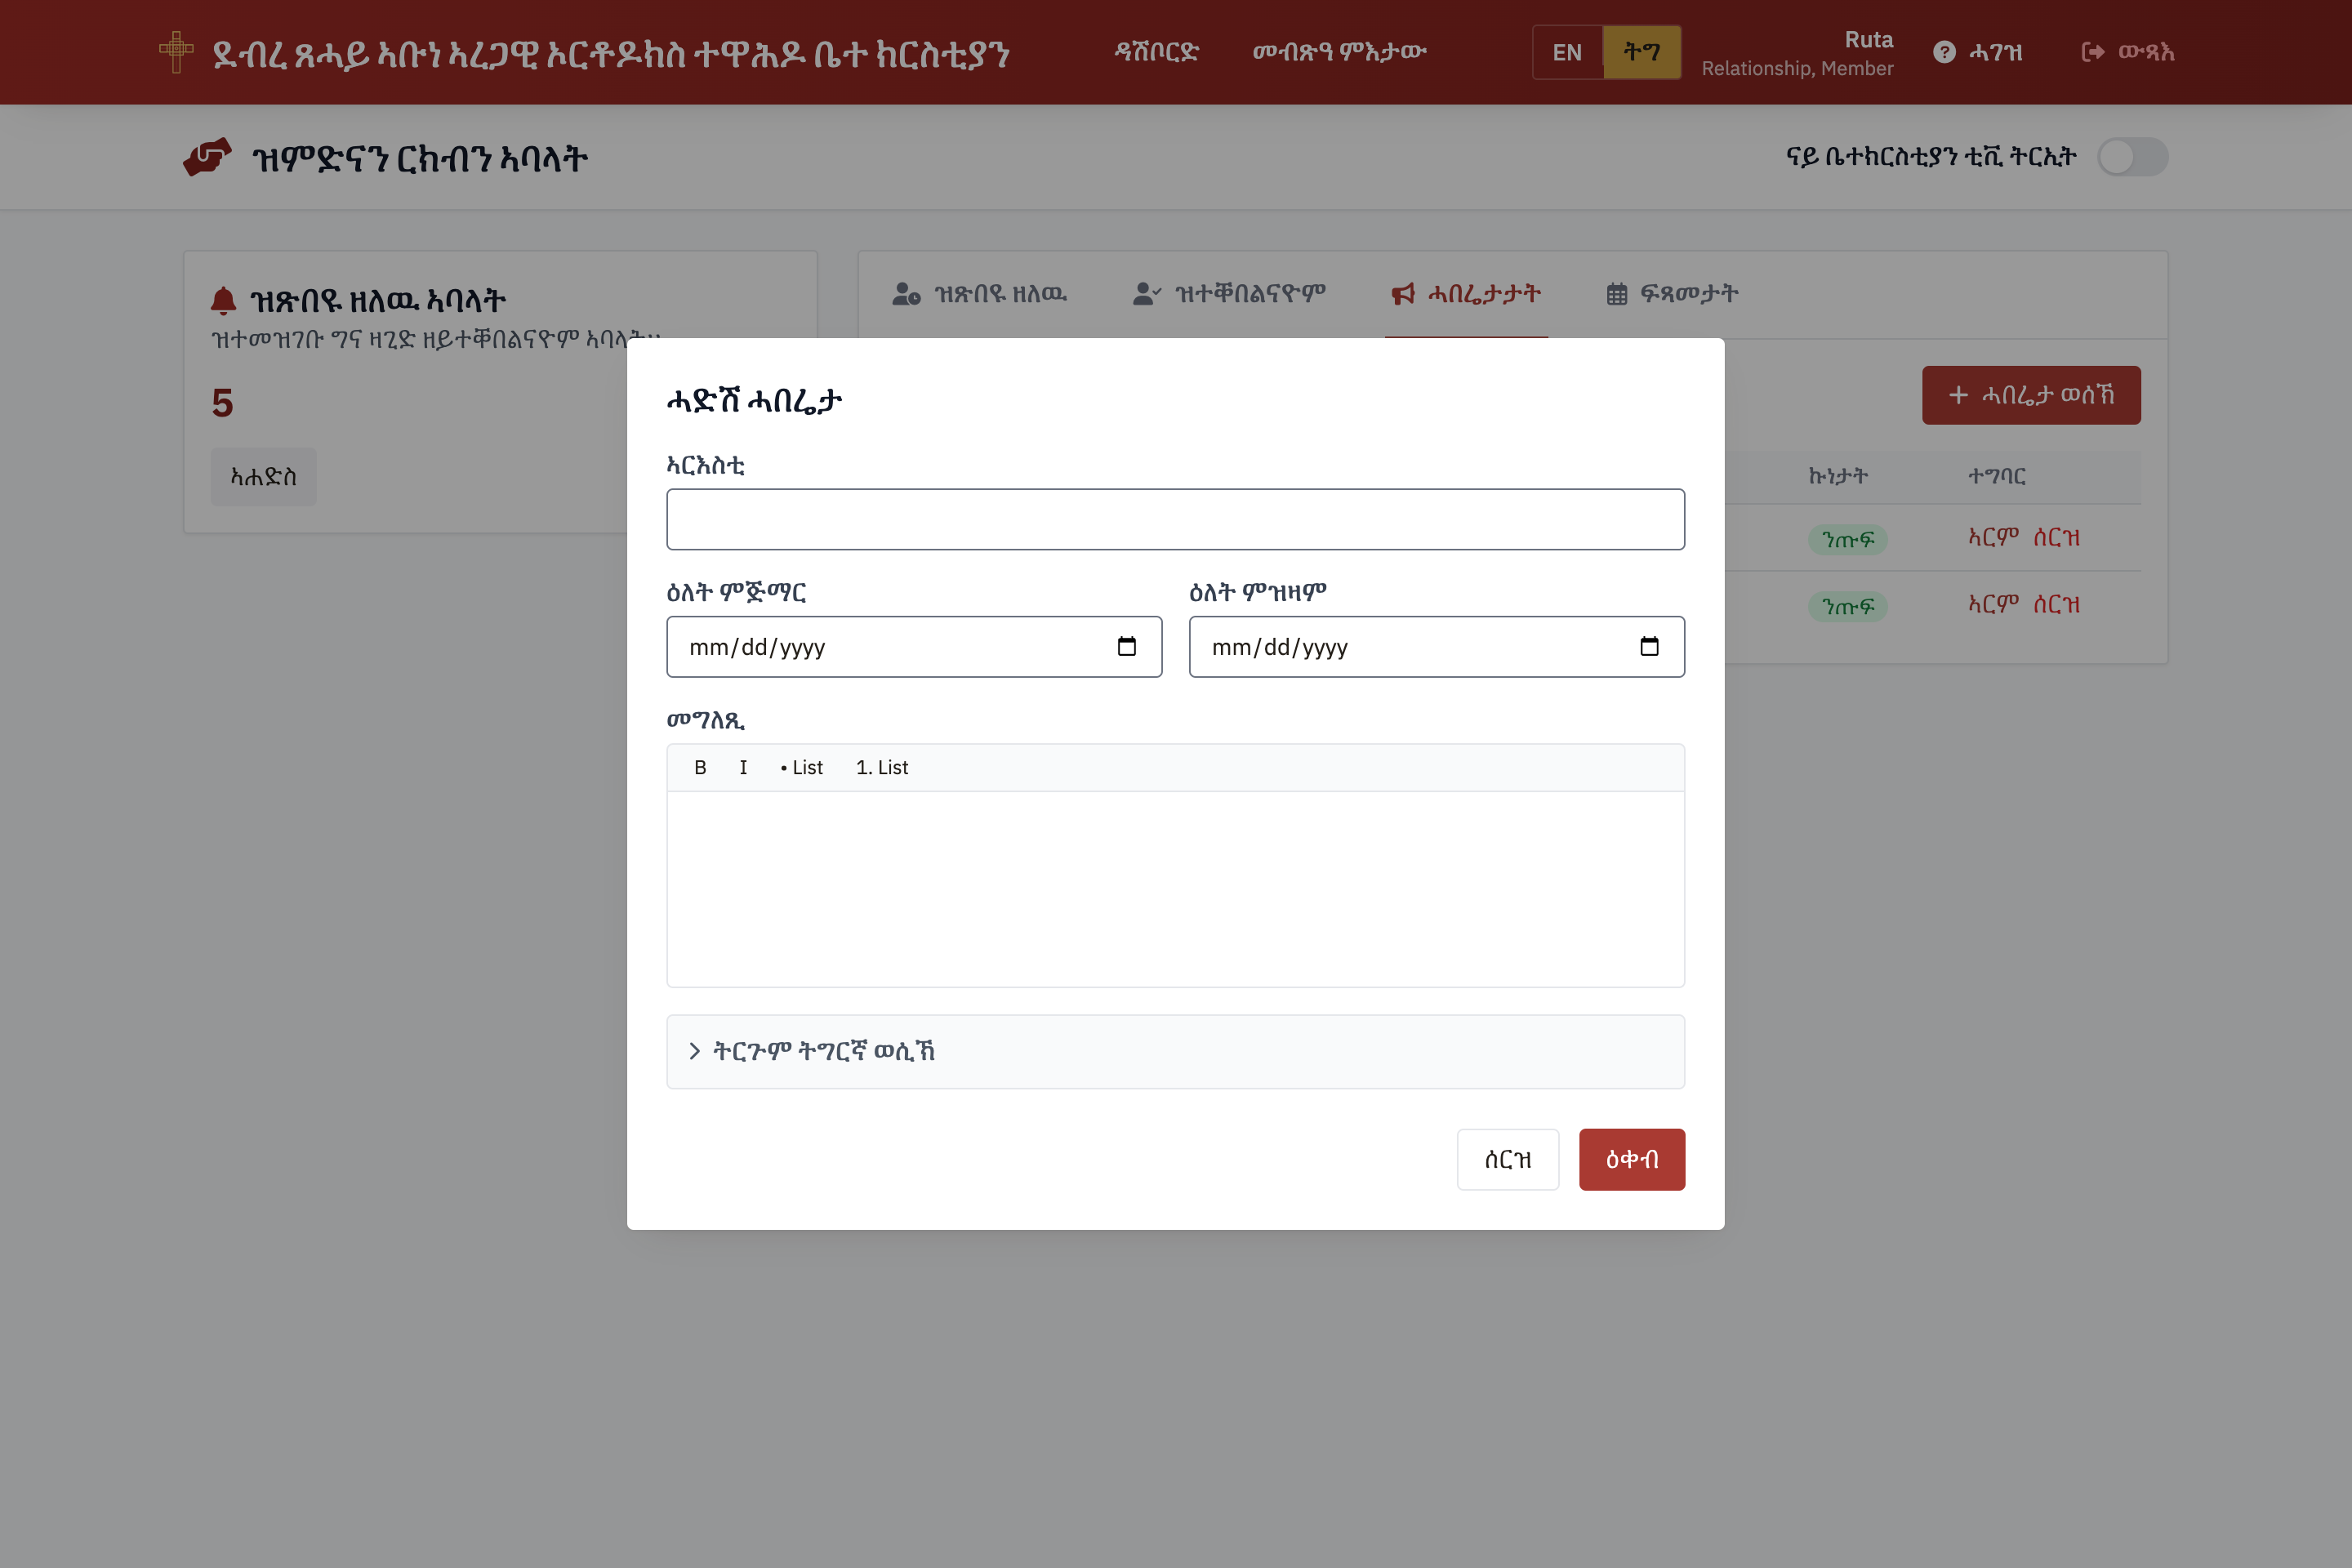 ደብረ ጸሓይ ኣቡነ ኣረጋዊ ኦርቶዶክስ ተዋሕዶ ቤተ ክርስቲያን
ዳሽቦርድ
መብጽዓ ምእታው
EN
ትግ
Ruta
Relationship, Member
ሓገዝ
ውጻእ
ዝምድናን ርክብን ኣባላት
ናይ ቤተክርስቲያን ቲቪ ትርኢት
ዝጽበዩ ዘለዉ ኣባላት
ዝተመዝገቡ ግና ዛጊድ ዘይተቐበልናዮም ኣባላት።
5
ኣሐድስ
ዝጽበዩ ዘለዉ
ዝተቐበልናዮም
ሓበሬታታት
ፍጻመታት
ሓበሬታ ወሰኽ
ኩነታት
ተግባር
ንጡፍ
ኣርም
ሰርዝ
ንጡፍ
ኣርም
ሰርዝ
ሓድሽ ሓበሬታ
ኣርእስቲ
ዕለት ምጅማር
ዕለት ምዝዛም
mm/dd/yyyy
mm/dd/yyyy
መግለጺ
B I • List 1. List
ትርጉም ትግርኛ ወሲኽ
ሰርዝ
ዕቀብ